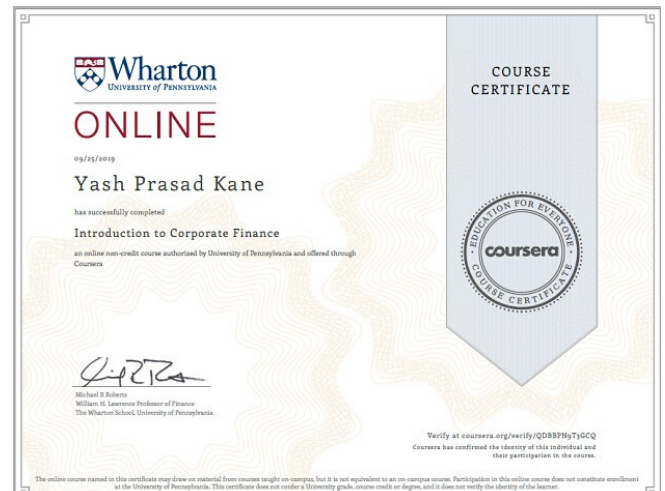 Wharton
UNIVERSITY of PENNSYLVANIA
ONLINE
09/25/2019
Yash Prasad Kane
has successfully completed
Introduction to Corporate Finance
an online non-credit course authorized by University of Pennsylvania and offered through
Coursera
Michael R Roberts
William H. Lawrence Professor of Finance
The Wharton School, University of Pennsylvania
COURSE
CERTIFICATE
EDUCATION FOR EVERYONE
coursera
COURSE CERTIFICATE
Verify at coursera.org/verify/QDBBPN9T3GCQ
Coursera has confirmed the identity of this individual and
their participation in the course.
The online course named in this certificate may draw on material from courses taught on-campus, but it is not equivalent to an on-campus course. Participation in this online course does not constitute enrollment
at the University of Pennsylvania. This certificate does not confer a University grade, course credit or degree, and it does not verify the identity of the learner.